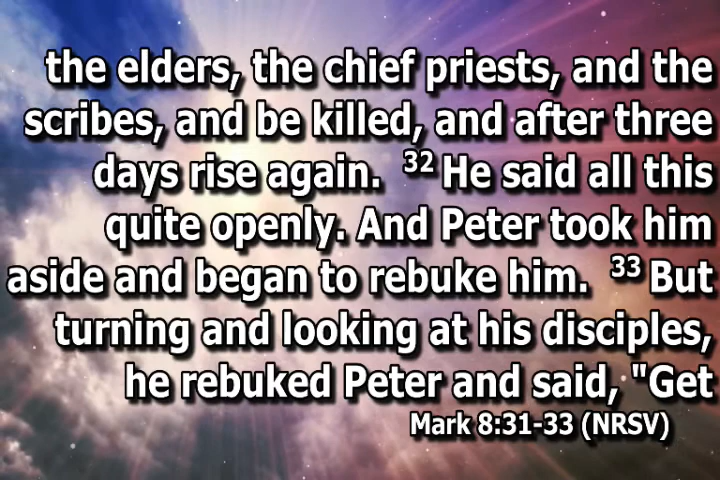 the elders, the chief priests, and the
scribes, and be killed, and after three
days rise again. 32 He said all this
quite openly. And Peter took him
aside and began to rebuke him. 33 But
turning and looking at his disciples,
he rebuked Peter and said, "Get
Mark 8:31-33 (NRSV)